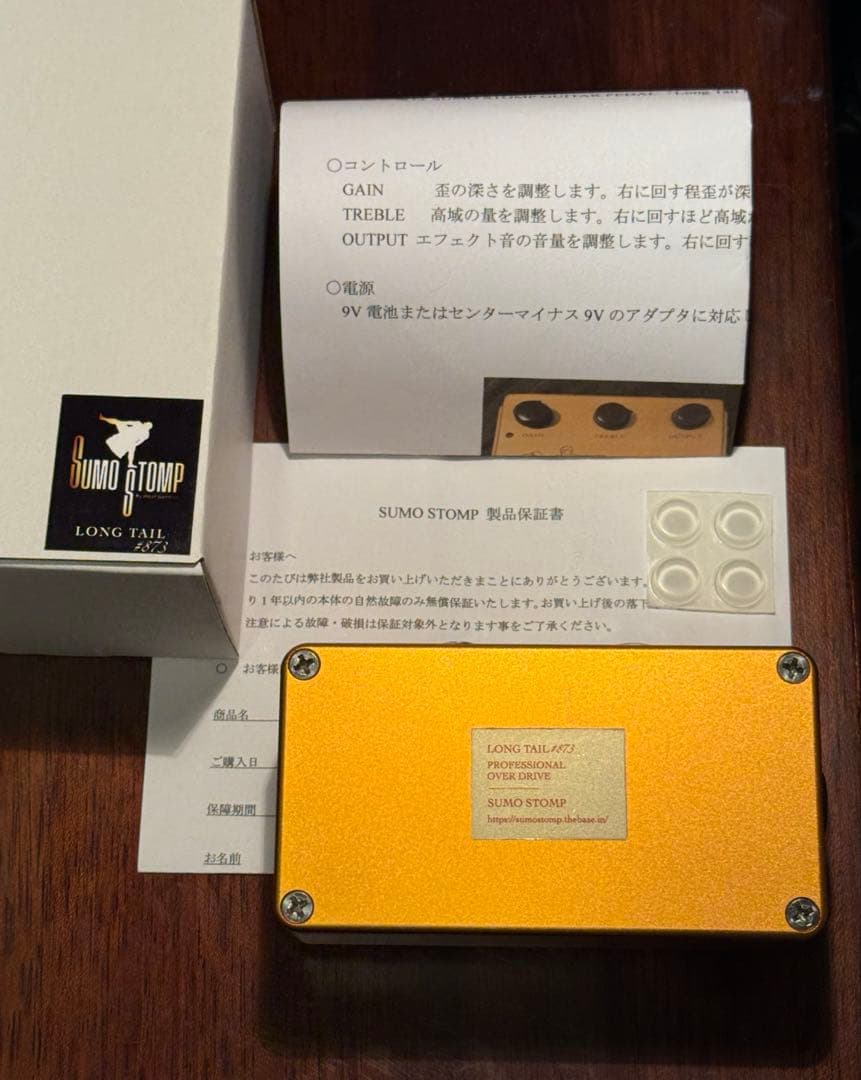 ○コントロール
GAIN 歪の深さを調整します。右に回す程歪が深
TREBLE 高域の量を調整します。右に回すほど高域
OUTPUT エフェクト音の音量を調整します。右に回す
○電源
9V 電池またはセンターマイナス 9V のアダプタに対応
GAIN
TREBLE
OUTPUT
SUMO STOMP
LONG TAIL
#873
SUMO STOMP 製品保証書
お客様へ
このたびは弊社製品をお買い上げいただきまことにありがとうございます。
り1年以内の本体の自然故障のみ無償保証いたします。お買い上げ後の落下
注意による故障・破損は保証対象外となります事をご了承ください。
○ お客様
商品名
ご購入日
保障期間
お名前
LONG TAIL #873
PROFESSIONAL
OVER DRIVE
SUMO STOMP
https://sumostomp.thebase.in/